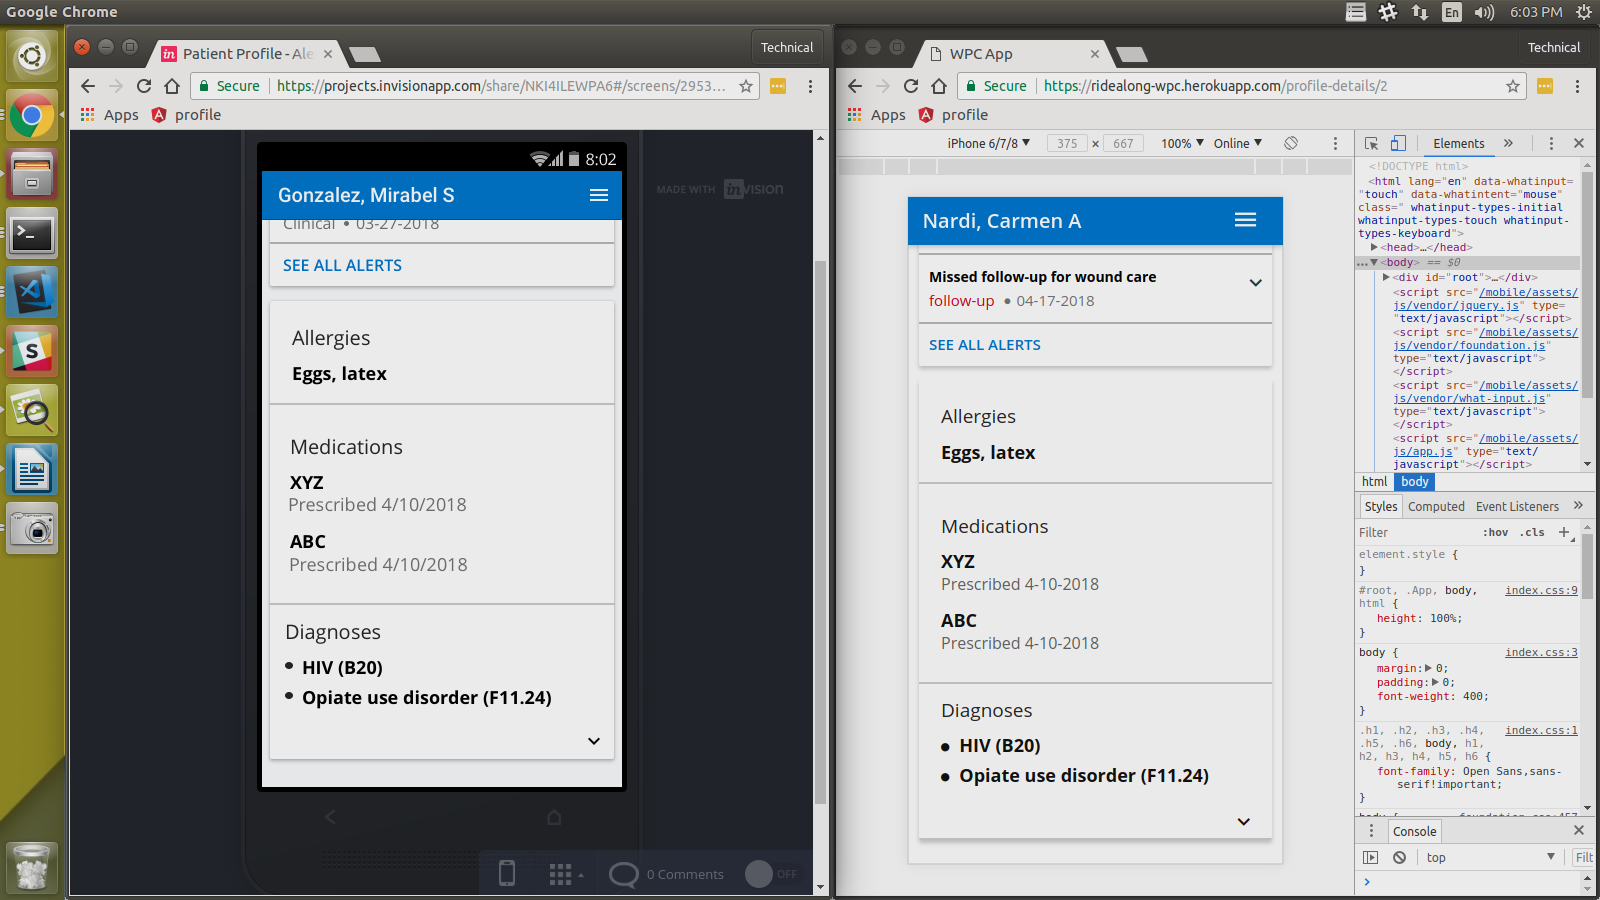 Google Chrome
En
6:03 PM
Patient Profile - Ale
Technical
Secure
https://projects.invisionapp.com/share/NKI4ILEWPA6#/screens/2953...
Apps
profile
8:02
Gonzalez, Mirabel S
Clinical • 03-27-2018
SEE ALL ALERTS
Allergies
Eggs, latex
Medications
XYZ
Prescribed 4/10/2018
ABC
Prescribed 4/10/2018
Diagnoses
• HIV (B20)
• Opiate use disorder (F11.24)
MADE WITH invision
0 Comments
OFF
WPC App
Technical
Secure
https://ridealong-wpc.herokuapp.com/profile-details/2
Apps
profile
iPhone 6/7/8 375 × 667 100% Online
Nardi, Carmen A
Missed follow-up for wound care
follow-up • 04-17-2018
SEE ALL ALERTS
Allergies
Eggs, latex
Medications
XYZ
Prescribed 4-10-2018
ABC
Prescribed 4-10-2018
Diagnoses
• HIV (B20)
• Opiate use disorder (F11.24)
Elements »
<!DOCTYPE html>
<html lang="en" data-whatinput=
"touch" data-whatintent="mouse"
class=" whatinput-types-initial
whatinput-types-touch whatinput-
types-keyboard">
<head>…</head>
…<body> == $0
<div id="root">…</div>
<script src="/mobile/assets/
js/vendor/jquery.js" type=
"text/javascript"></script>
<script src="/mobile/assets/
js/vendor/foundation.js"
type="text/javascript">
</script>
<script src="/mobile/assets/
js/vendor/what-input.js"
type="text/javascript">
</script>
<script src="/mobile/assets/
js/app.js" type="text/
javascript"></script>
html body
Styles Computed Event Listeners »
Filter :hov .cls +
element.style {
}
#root, .App, body, index.css:9
html {
height: 100%;
}
body { index.css:3
margin: 0;
padding: 0;
font-weight: 400;
}
.h1, .h2, .h3, .h4, index.css:1
.h5, .h6, body, h1,
h2, h3, h4, h5, h6 {
font-family: Open Sans,sans-
serif!important;
}
Console
top Filt